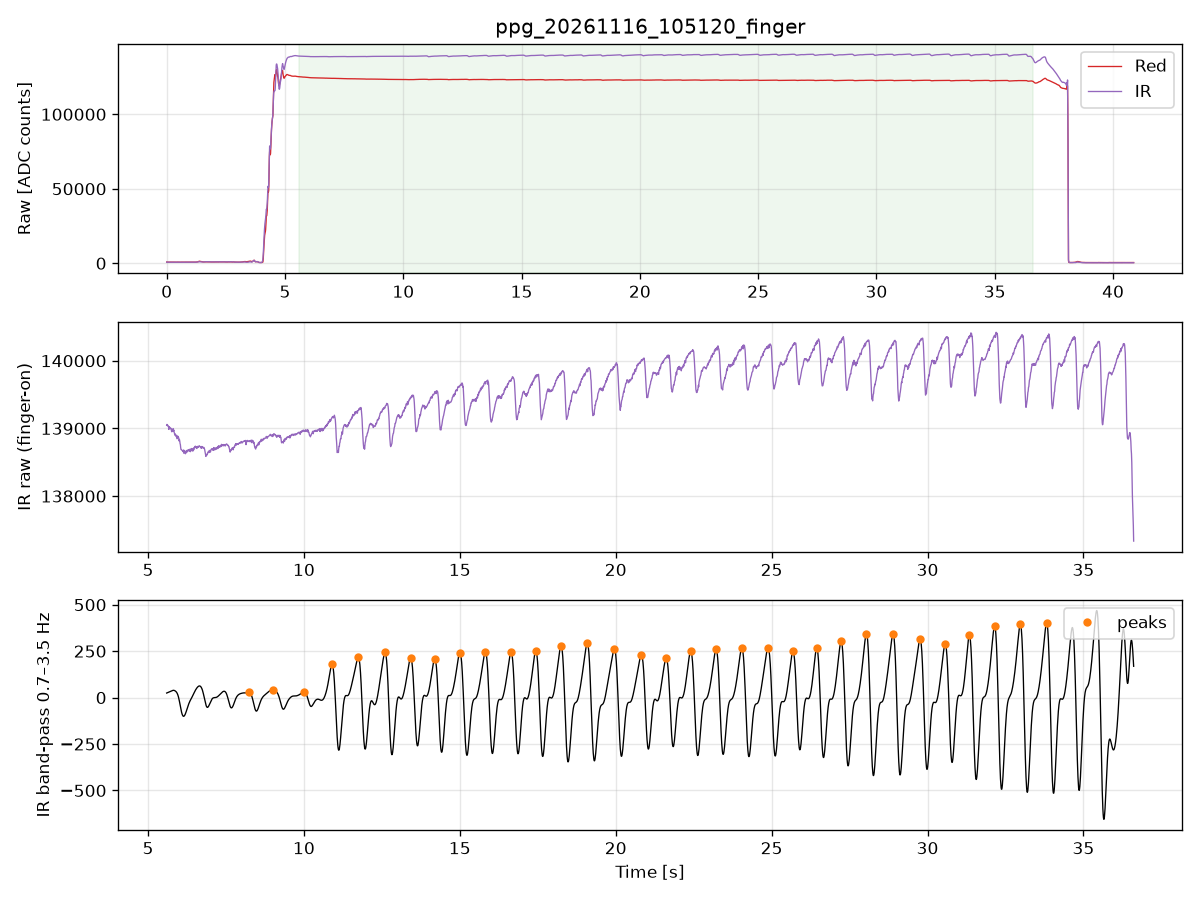 ppg_20261116_105120_finger
Raw [ADC counts]
100000
50000
0
Red
IR
0 5 10 15 20 25 30 35 40
IR raw (finger-on)
140000
139000
138000
5 10 15 20 25 30 35
IR band-pass 0.7–3.5 Hz
500
250
0
−250
−500
peaks
5 10 15 20 25 30 35
Time [s]